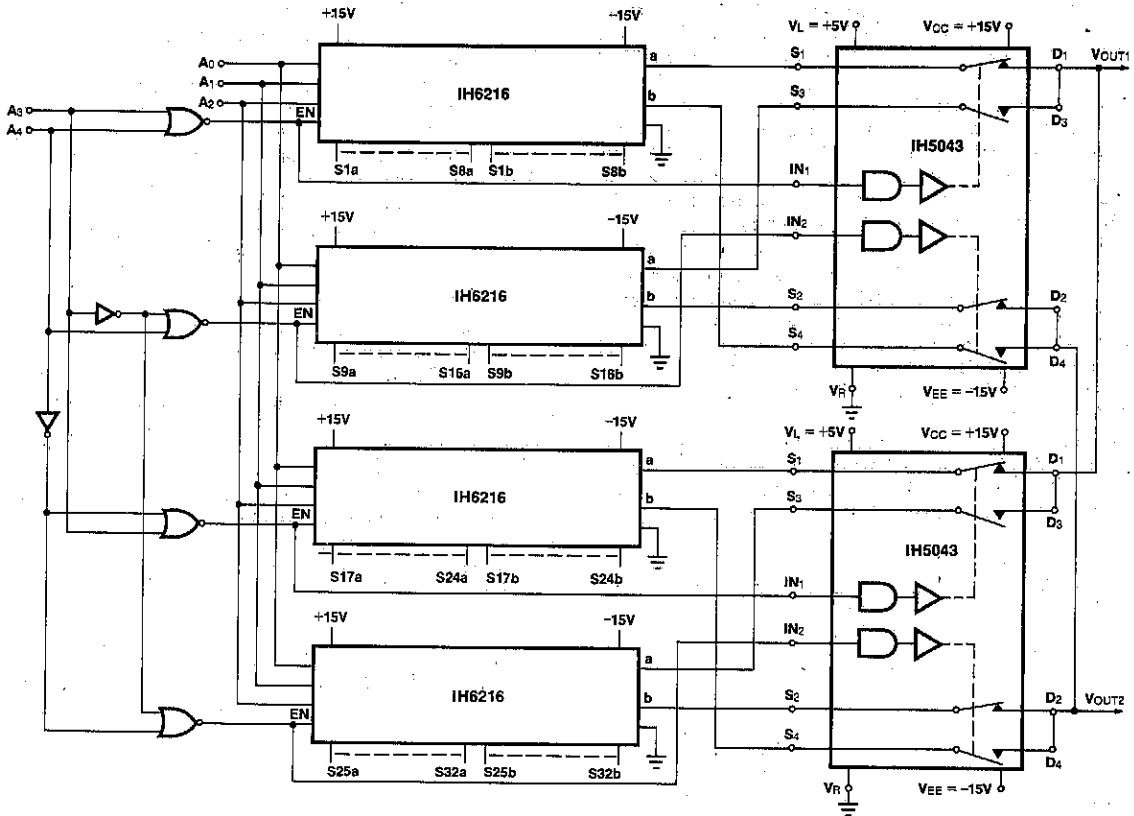 +15V −15V VL = +5V VCC = +15V
A0 a S1 D1 VOUT1
A1 IH6216
A2 b S3 D3
A3 EN
A4 IH5043
S1a S8a S1b S8b IN1
+15V −15V IN2
a
IH6216 b S2 D2
EN S4 D4
S9a S16a S9b S16b
VR VEE = −15V
+15V −15V VL = +5V VCC = +15V
a S1 D1
IH6216
EN b S3 D3
IH5043
S17a S24a S17b S24b IN1
+15V −15V IN2
a
IH6216
EN b S2 D2 VOUT2
S4 D4
S25a S32a S25b S32b
VR VEE = −15V